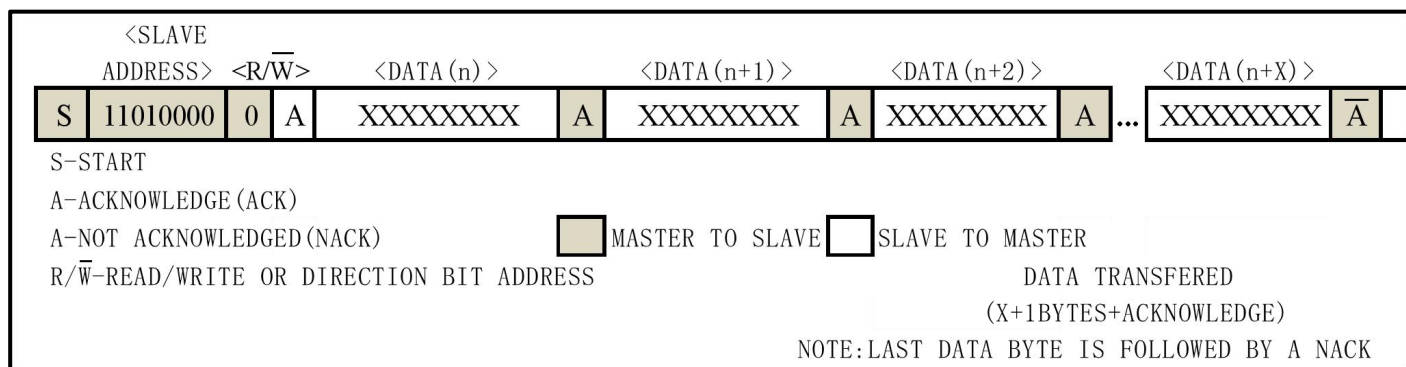 <SLAVE
ADDRESS> <R/W̅> <DATA(n)> <DATA(n+1)> <DATA(n+2)> <DATA(n+X)>
S 11010000 0 A XXXXXXXX A XXXXXXXX A XXXXXXXX A ... XXXXXXXX A̅
S-START
A-ACKNOWLEDGE(ACK)
A-NOT ACKNOWLEDGED(NACK) MASTER TO SLAVE SLAVE TO MASTER
R/W̅-READ/WRITE OR DIRECTION BIT ADDRESS DATA TRANSFERED
(X+1BYTES+ACKNOWLEDGE)
NOTE:LAST DATA BYTE IS FOLLOWED BY A NACK